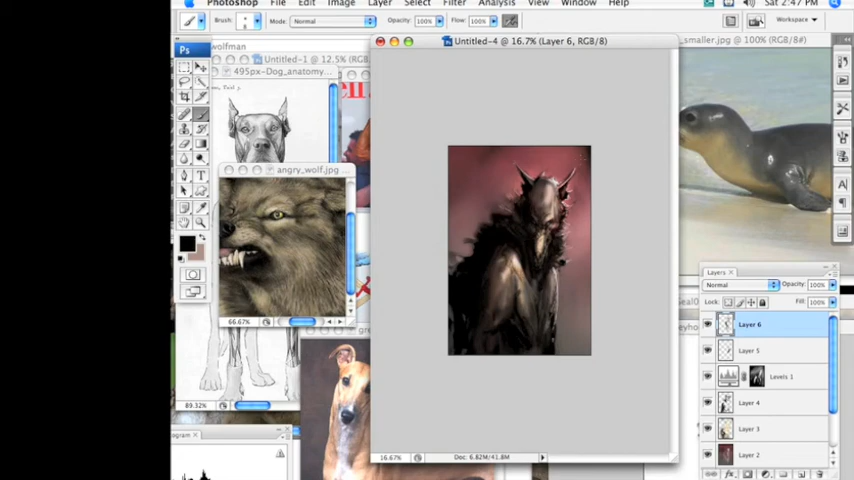 Photoshop File Edit Image Layer Select Filter Analysis View Window Help Sat 2:47 PM
Brush: Mode: Normal Opacity: 100% Flow: 100% Workspace
wolfman
Untitled-4 @ 16.7% (Layer 6, RGB/8)
_smaller.jpg @ 100% (RGB/8#)
Ps
Untitled-1 @ 12.5% (RGB
495px-Dog_anatomy...
angry_wolf.jpg
Layers
Normal Opacity: 100%
Lock: Fill: 100%
Layer 6
66.67%
Layer 5
Levels 1
89.32%
Layer 4
Layer 3
Layer 2
16.67% Doc: 6.82M/41.8M